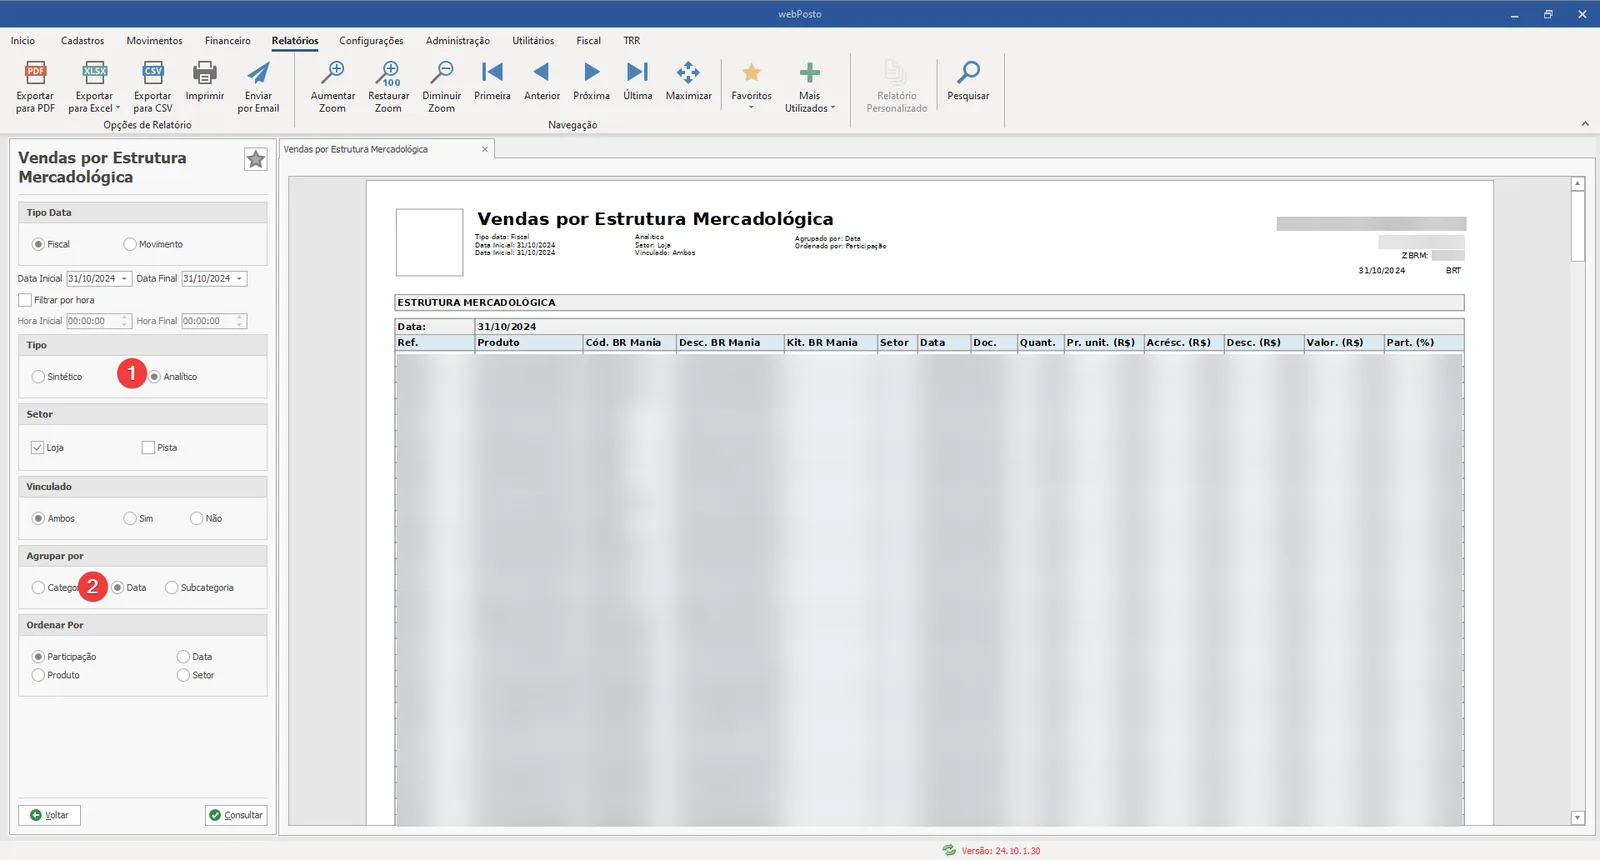 webPosto
Inicio Cadastros Movimentos Financeiro Relatórios Configurações Administração Utilitários Fiscal TRR
PDF XLSX CSV 100
Exportar para PDF
Exportar para Excel
Exportar para CSV
Imprimir
Enviar por Email
Aumentar Zoom
Restaurar Zoom
Diminuir Zoom
Primeira
Anterior
Próxima
Última
Maximizar
Favoritos
Mais Utilizados
Relatório Personalizado
Pesquisar
Opções de Relatório
Navegação
Vendas por Estrutura
Mercadológica
Tipo Data
Fiscal Movimento
Data Inicial 31/10/2024 Data Final 31/10/2024
Filtrar por hora
Hora Inicial 00:00:00 Hora Final 00:00:00
Tipo
Sintético 1 Analítico
Setor
Loja Pista
Vinculado
Ambos Sim Não
Agrupar por
Catego 2 Data Subcategoria
Ordenar Por
Participação Data
Produto Setor
Voltar Consultar
Vendas por Estrutura Mercadológica
Vendas por Estrutura Mercadológica
Tipo data: Fiscal Analítico Agrupado por: Data
Data Inicial: 31/10/2024 Setor: Loja Ordenado por: Participação
Data Inicial: 31/10/2024 Vinculado: Ambos
ZBRM:
31/10/2024 BRT
ESTRUTURA MERCADOLÓGICA
Data: 31/10/2024
Ref. Produto Cód. BR Mania Desc. BR Mania Kit. BR Mania Setor Data Doc. Quant. Pr. unit. (R$) Acrésc. (R$) Desc. (R$) Valor. (R$) Part. (%)
Versão: 24.10.1.30